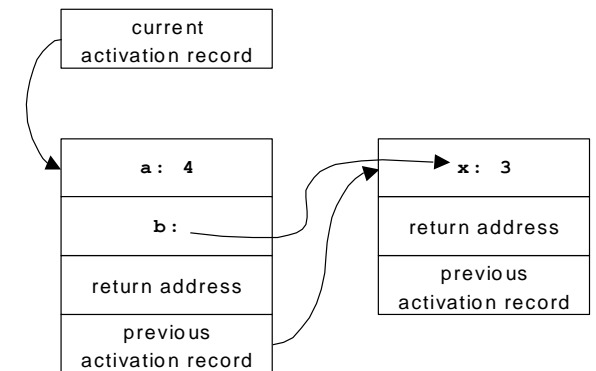 current
activation record
a: 4
b:
return address
previous
activation record
x: 3
return address
previous
activation record